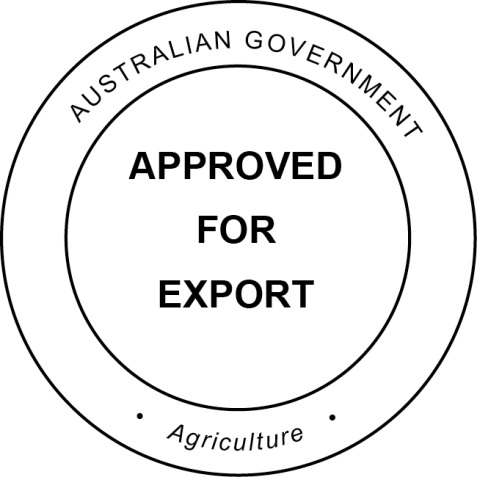 AUSTRALIAN GOVERNMENT
APPROVED
FOR
EXPORT
• Agriculture •